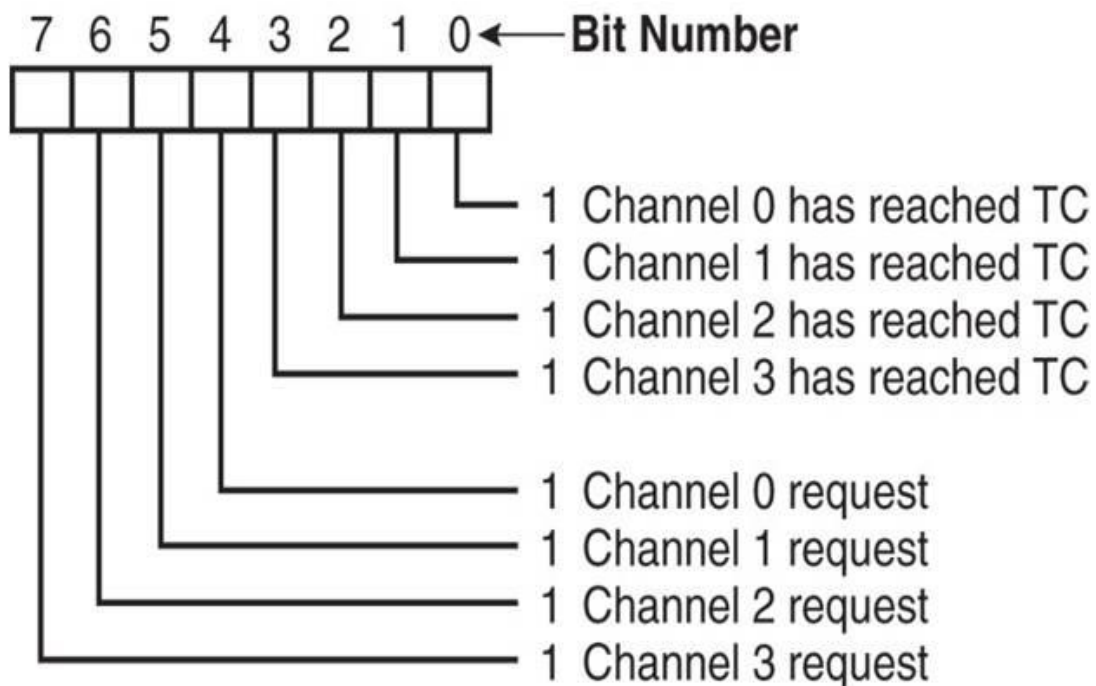 7 6 5 4 3 2 1 0 Bit Number
1 Channel 0 has reached TC
1 Channel 1 has reached TC
1 Channel 2 has reached TC
1 Channel 3 has reached TC
1 Channel 0 request
1 Channel 1 request
1 Channel 2 request
1 Channel 3 request